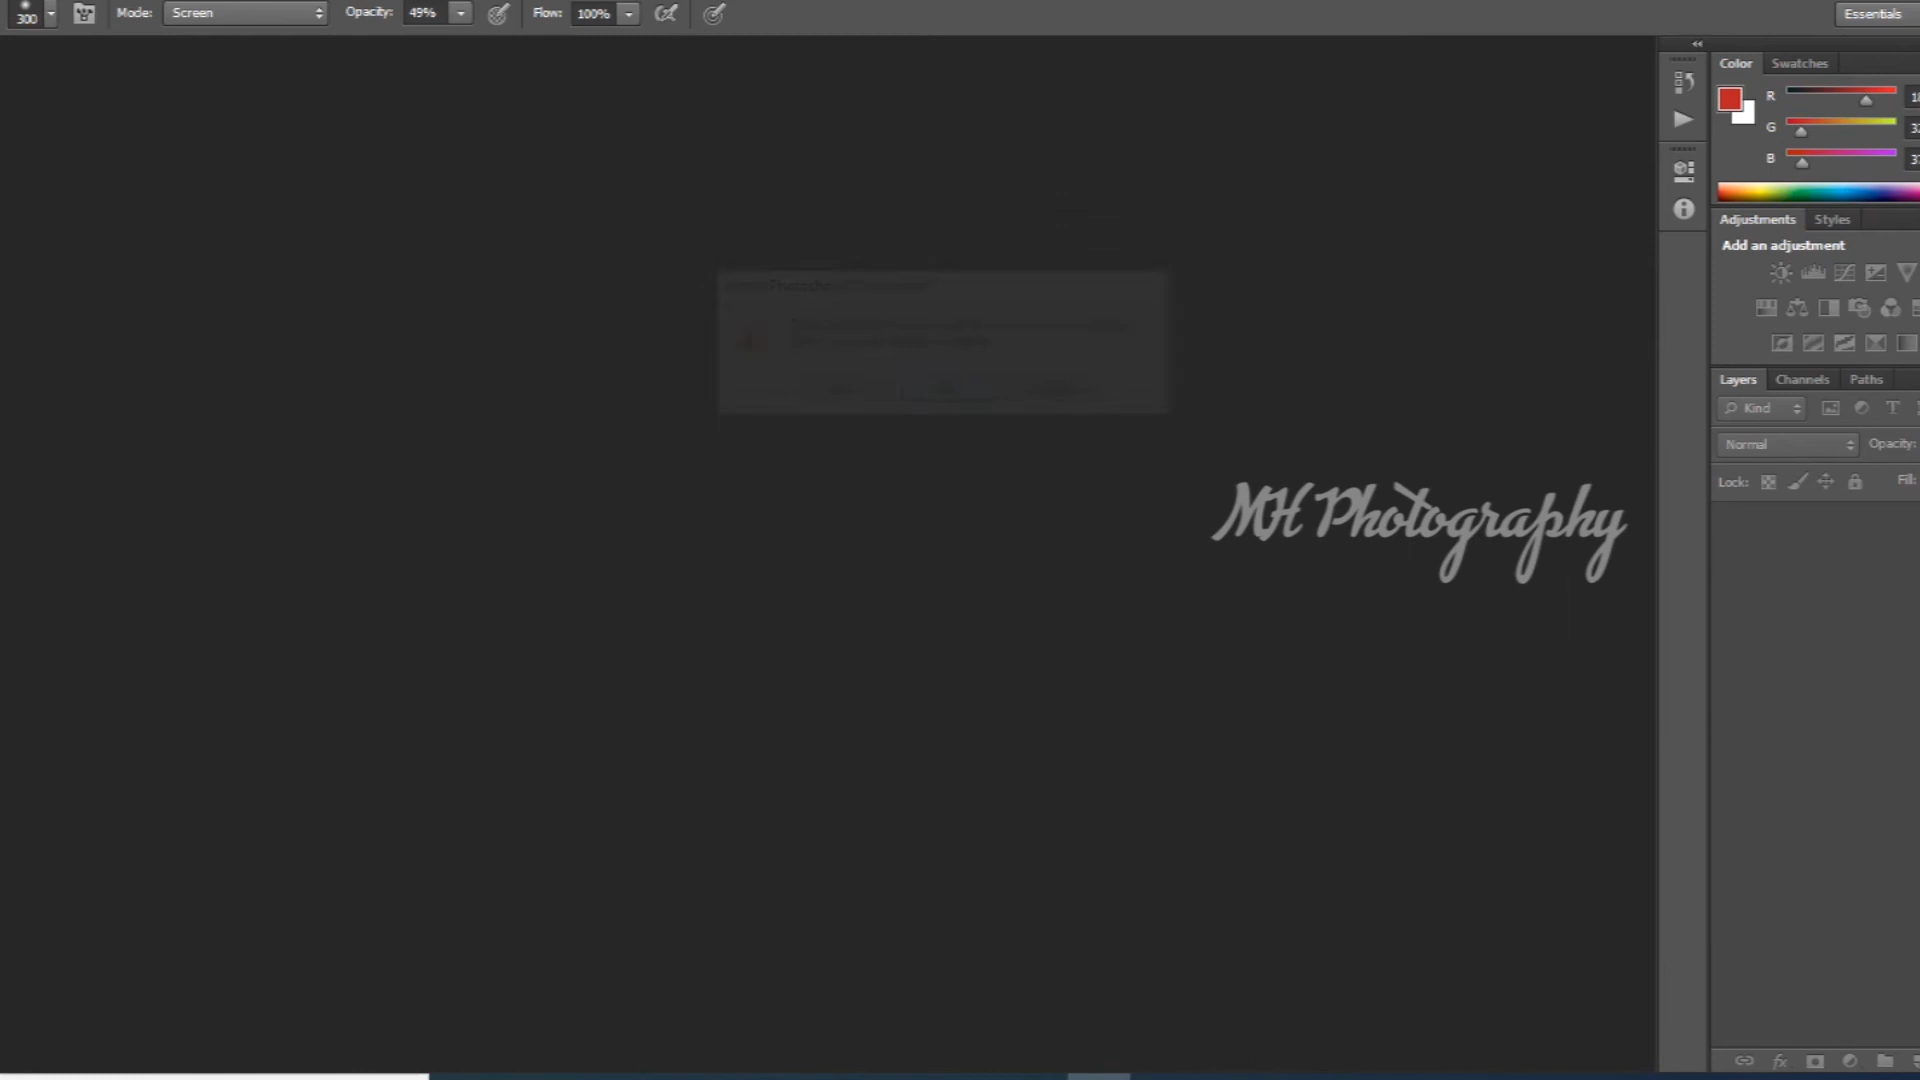 300 Mode: Screen Opacity: 49% Flow: 100% Essentials
Color Swatches
R
G
B
Adjustments Styles
Add an adjustment
Layers Channels Paths
Kind T
Normal Opacity:
Lock: Fill:
MH Photography
fx